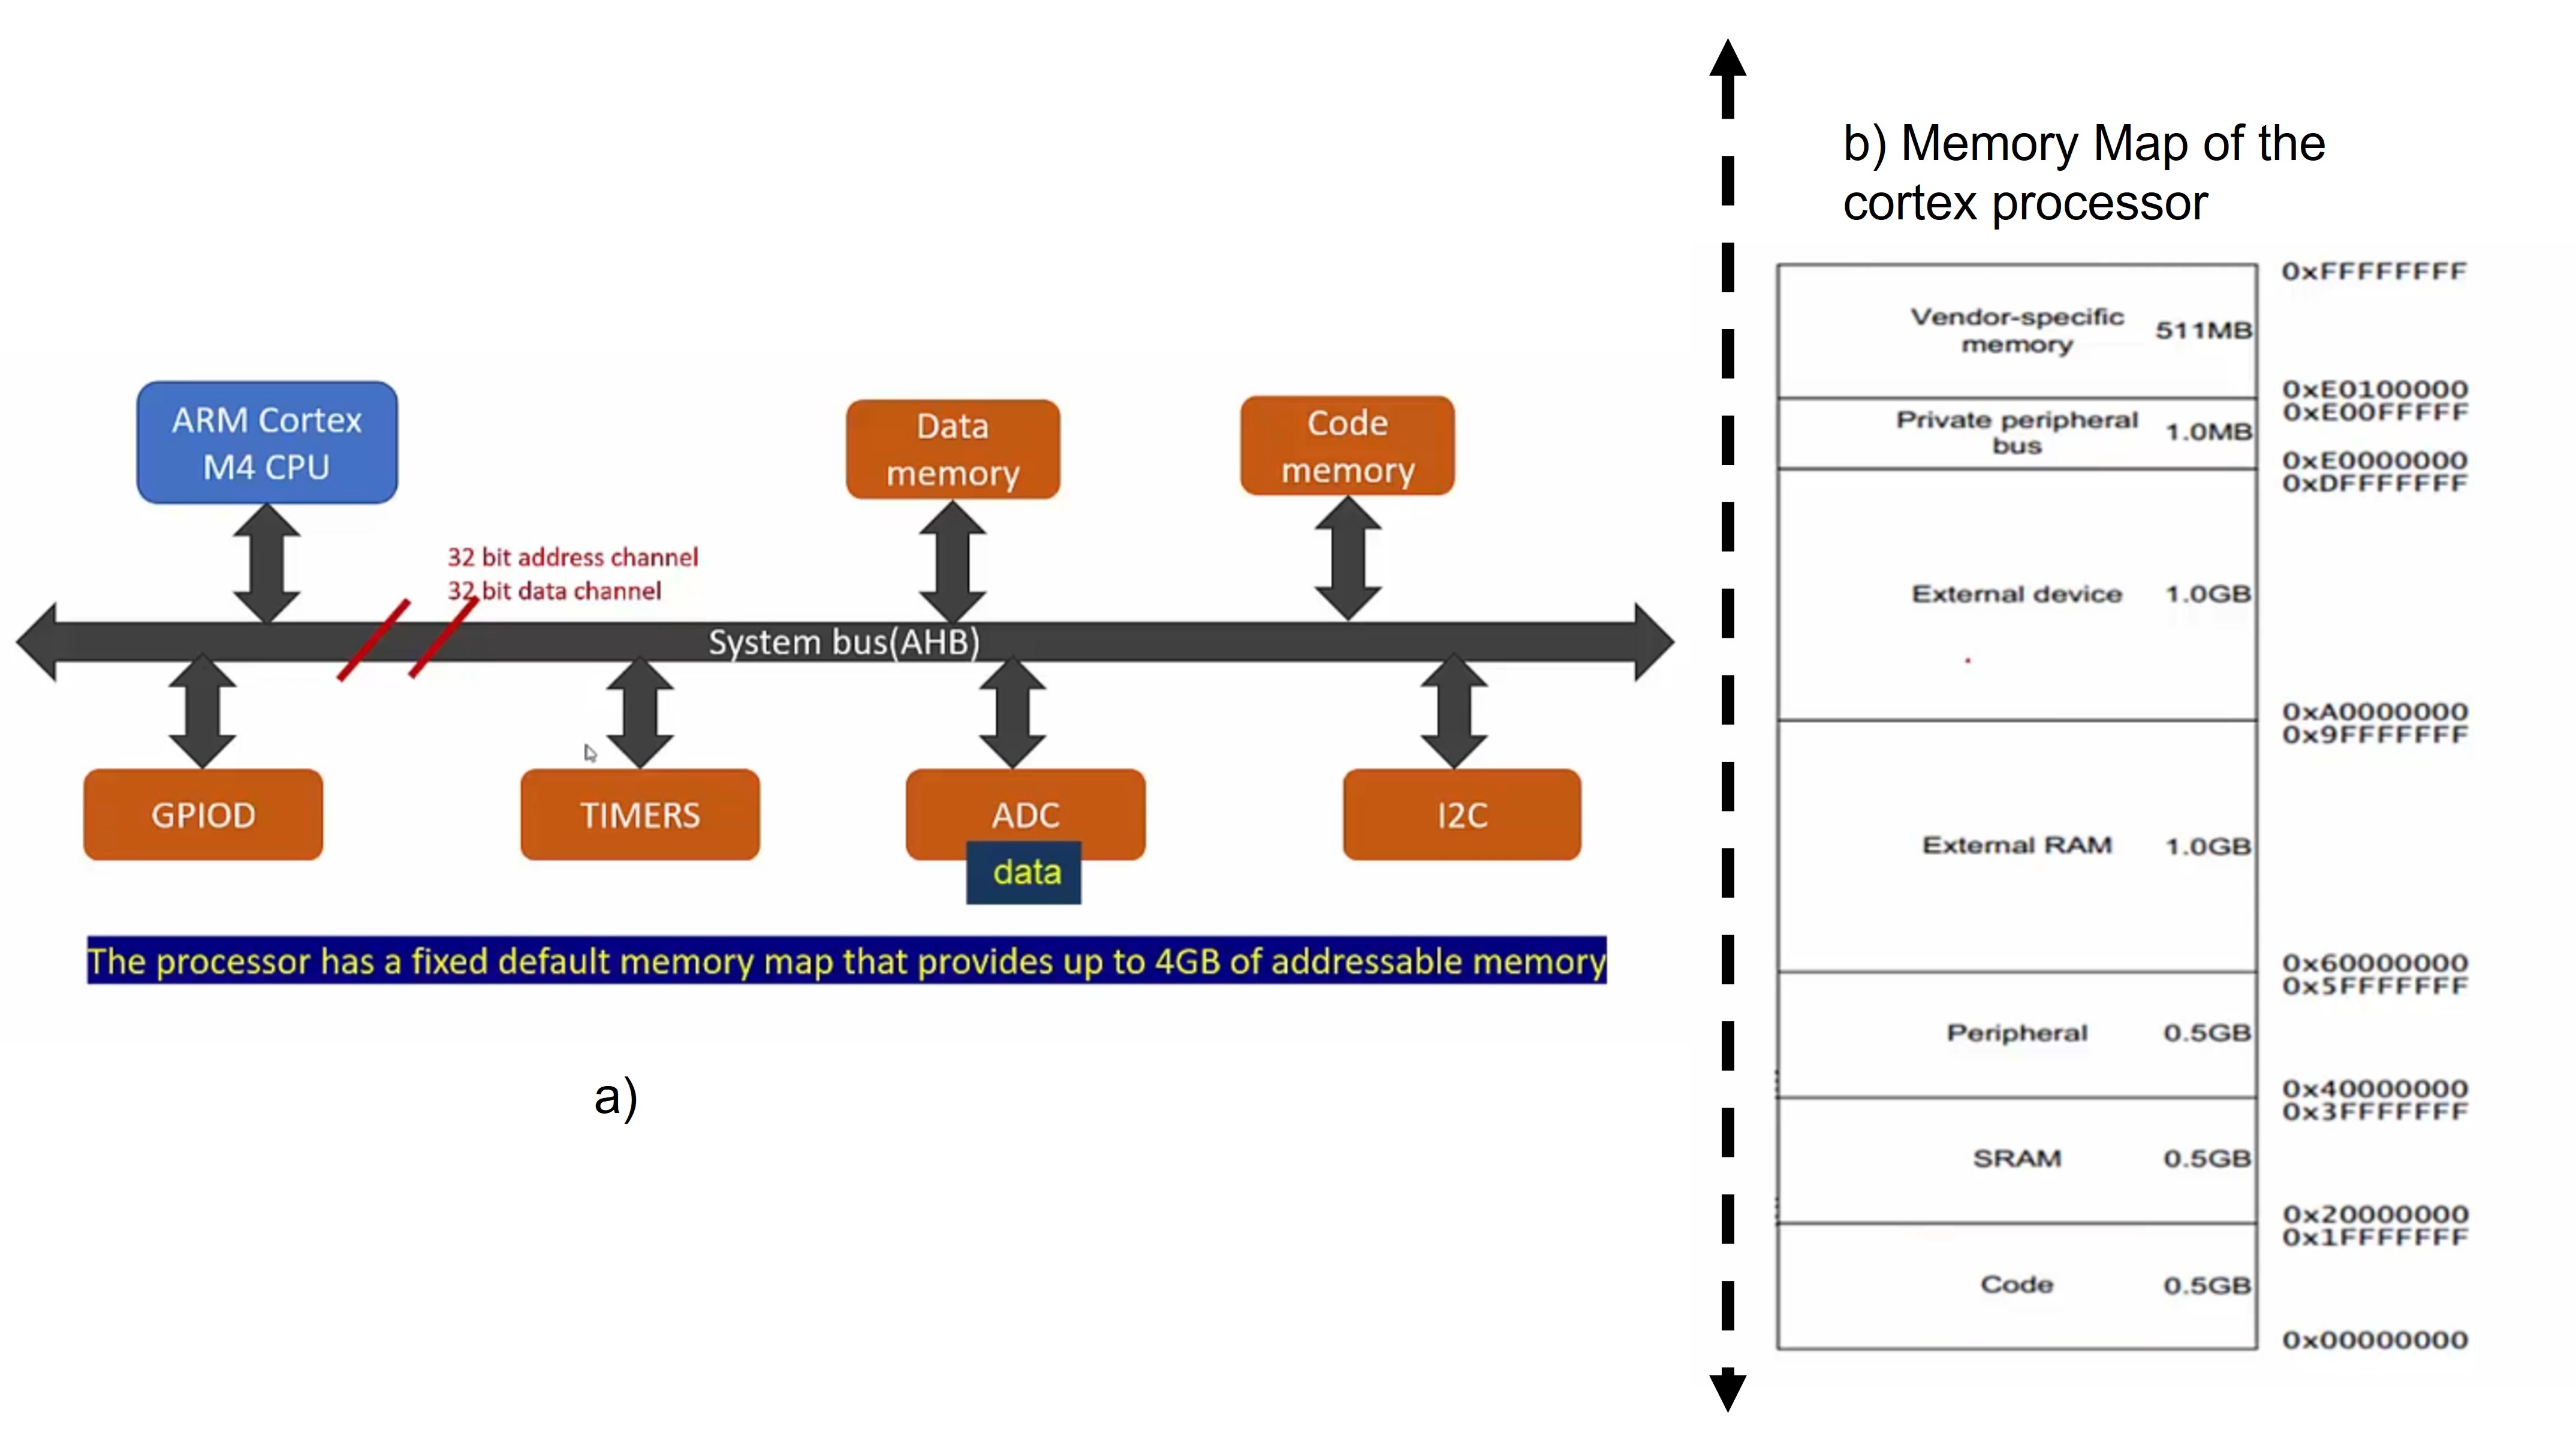 ARM Cortex
M4 CPU
Data
memory
Code
memory
32 bit address channel
32 bit data channel
System bus(AHB)
GPIOD
TIMERS
ADC
I2C
data
The processor has a fixed default memory map that provides up to 4GB of addressable memory
a)
b) Memory Map of the
cortex processor
0xFFFFFFFF
Vendor-specific
memory
511MB
0xE0100000
0xE00FFFFF
Private peripheral
bus
1.0MB
0xE0000000
0xDFFFFFFF
External device 1.0GB
0xA0000000
0x9FFFFFFF
External RAM 1.0GB
0x60000000
0x5FFFFFFF
Peripheral 0.5GB
0x40000000
0x3FFFFFFF
SRAM 0.5GB
0x20000000
0x1FFFFFFF
Code 0.5GB
0x00000000